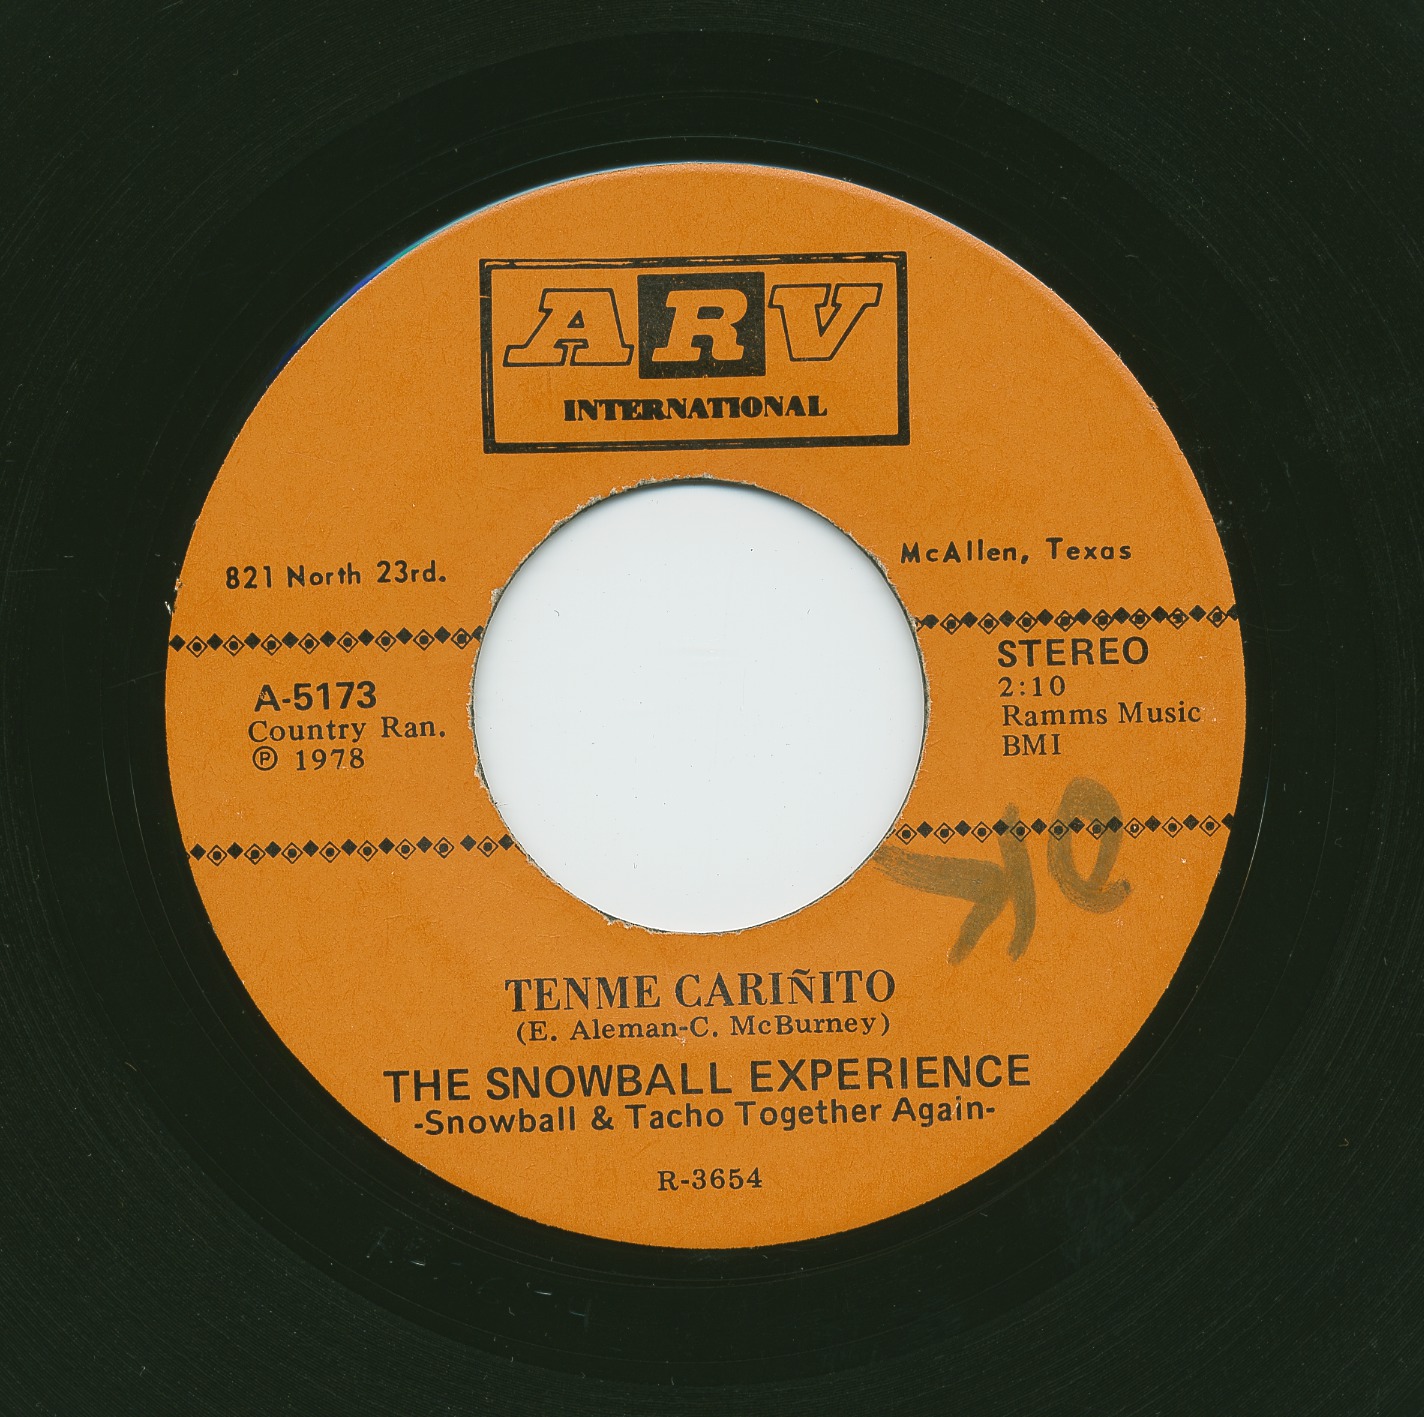 ARV
INTERNATIONAL
821 North 23rd.
McAllen, Texas
A-5173
Country Ran.
Ⓟ 1978
STEREO
2:10
Ramms Music
BMI
OK
TENME CARIÑITO
(E. Aleman-C. McBurney)
THE SNOWBALL EXPERIENCE
-Snowball & Tacho Together Again-
R-3654